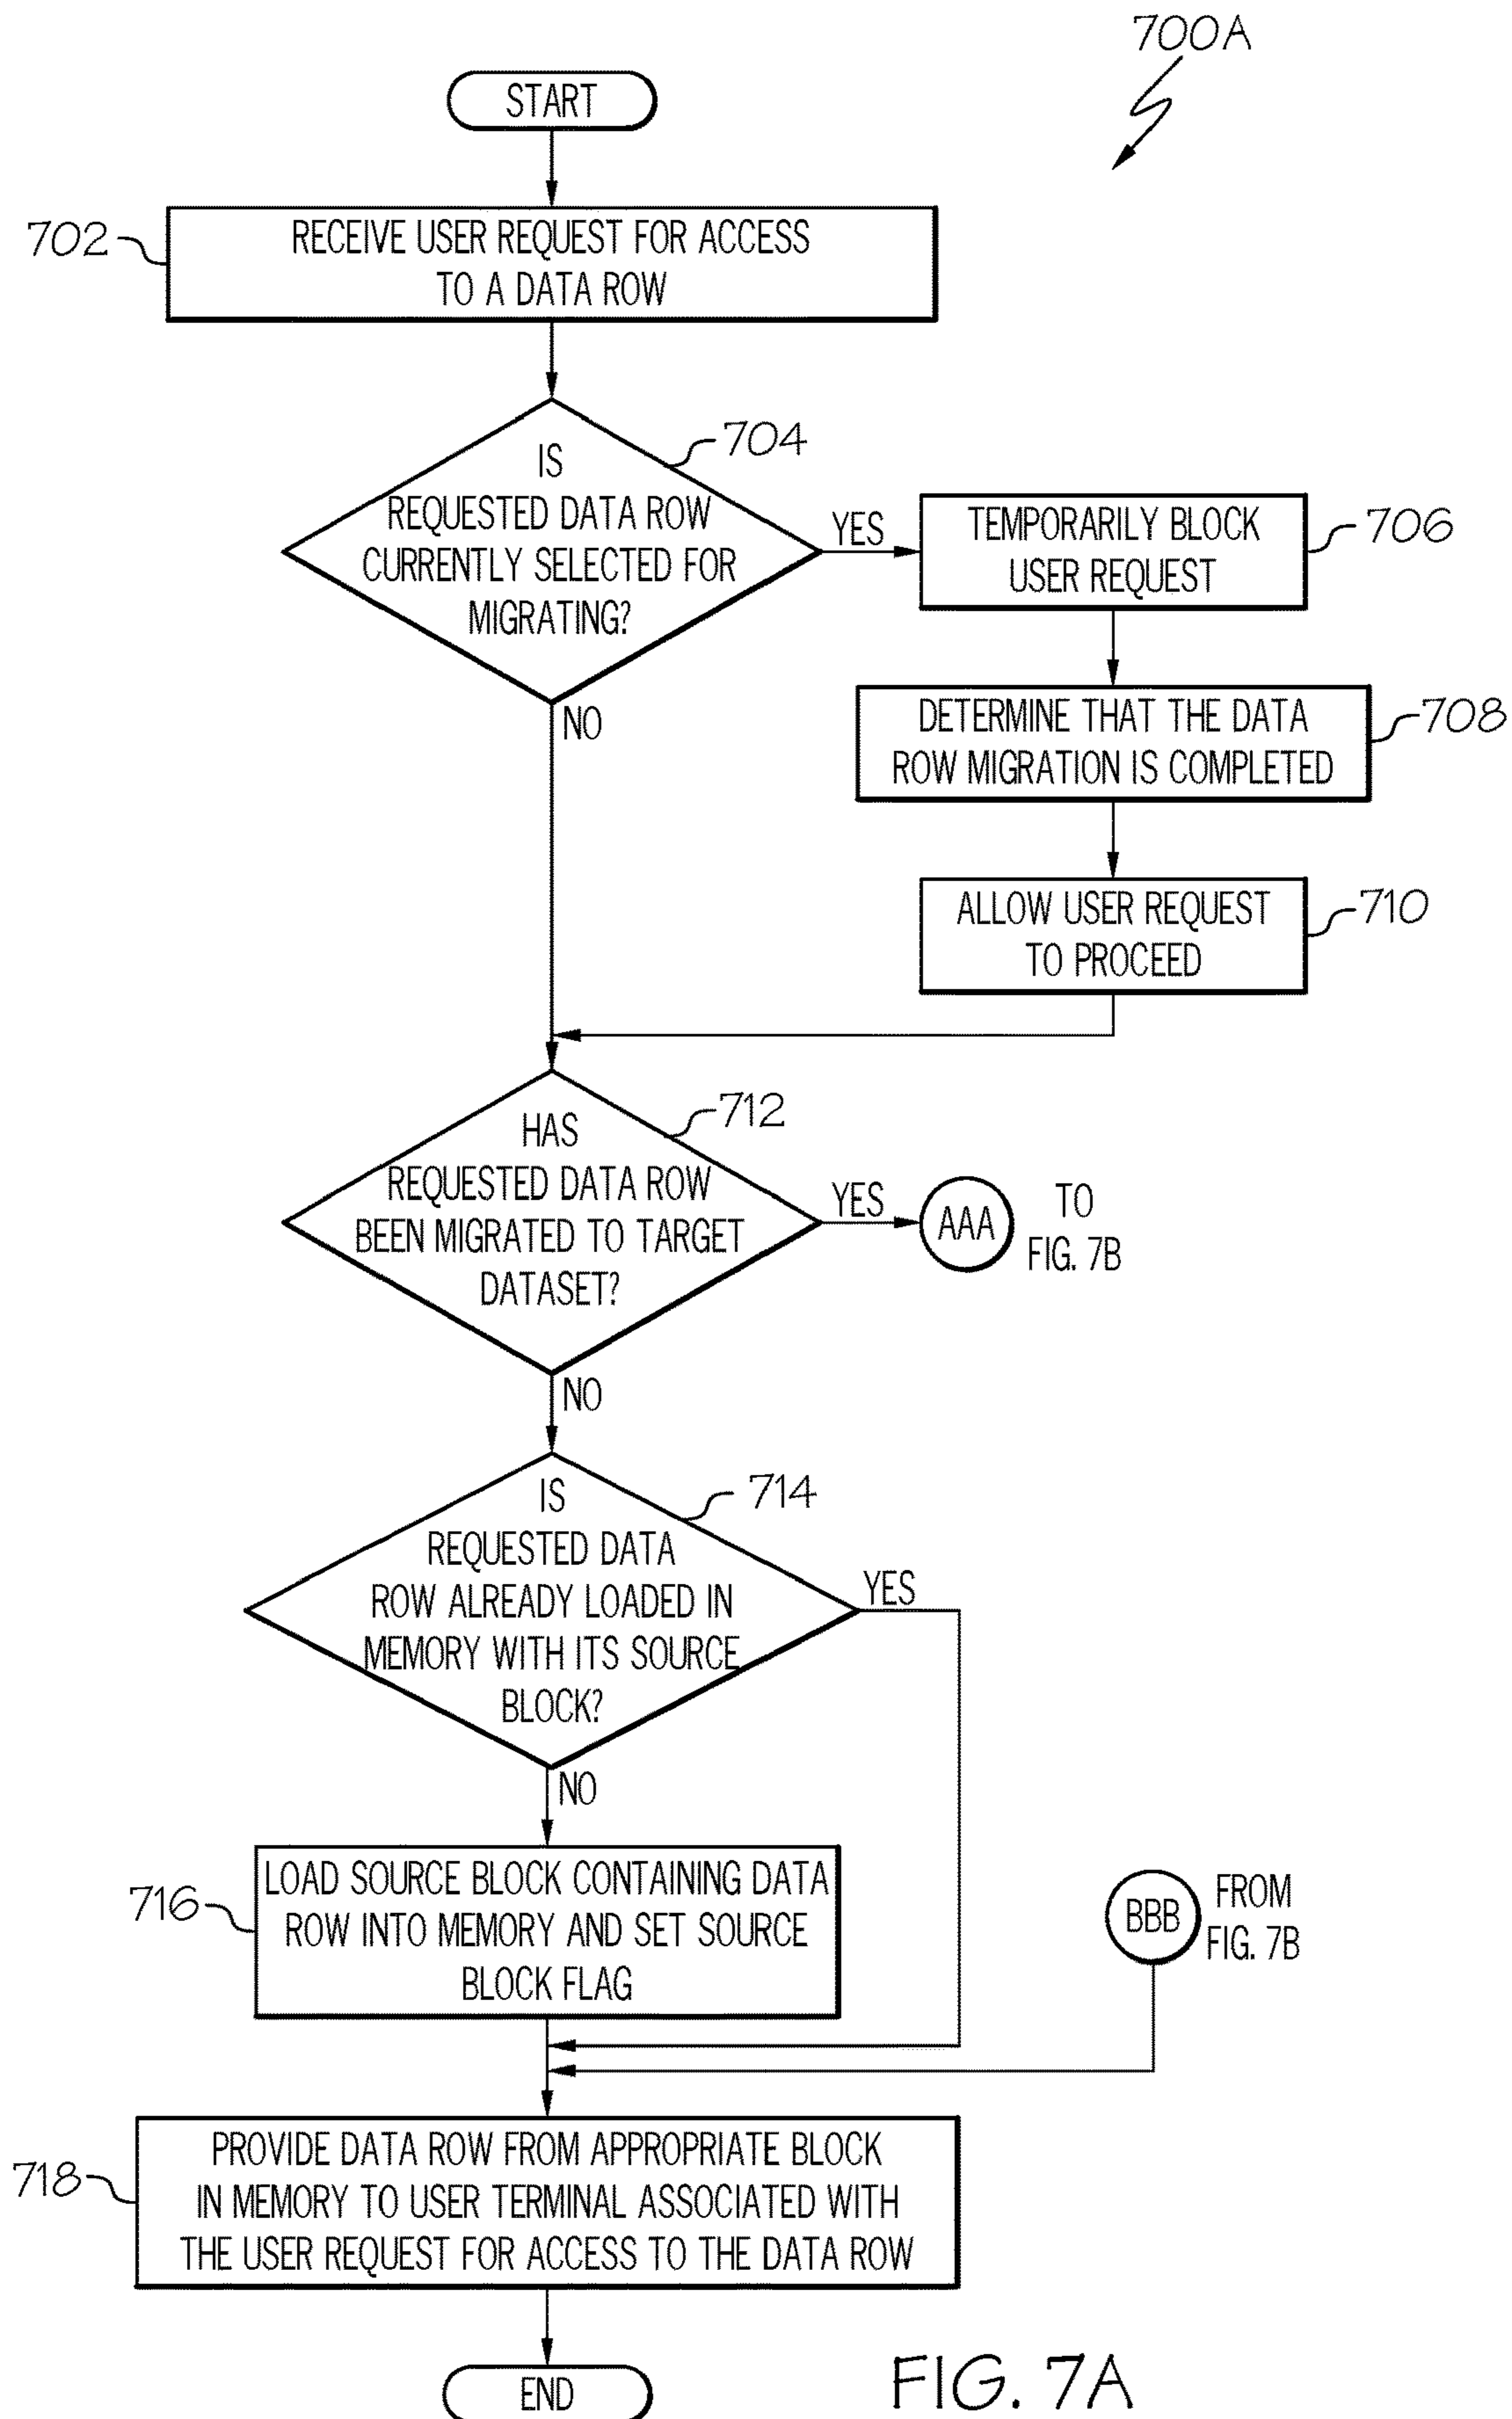 700A
START
702
RECEIVE USER REQUEST FOR ACCESS
TO A DATA ROW
704
IS
REQUESTED DATA ROW
CURRENTLY SELECTED FOR
MIGRATING?
YES
NO
TEMPORARILY BLOCK
USER REQUEST
706
DETERMINE THAT THE DATA
ROW MIGRATION IS COMPLETED
708
ALLOW USER REQUEST
TO PROCEED
710
712
HAS
REQUESTED DATA ROW
BEEN MIGRATED TO TARGET
DATASET?
YES
AAA
TO
FIG. 7B
NO
714
IS
REQUESTED DATA
ROW ALREADY LOADED IN
MEMORY WITH ITS SOURCE
BLOCK?
YES
NO
716
LOAD SOURCE BLOCK CONTAINING DATA
ROW INTO MEMORY AND SET SOURCE
BLOCK FLAG
BBB
FROM
FIG. 7B
718
PROVIDE DATA ROW FROM APPROPRIATE BLOCK
IN MEMORY TO USER TERMINAL ASSOCIATED WITH
THE USER REQUEST FOR ACCESS TO THE DATA ROW
END
FIG. 7A